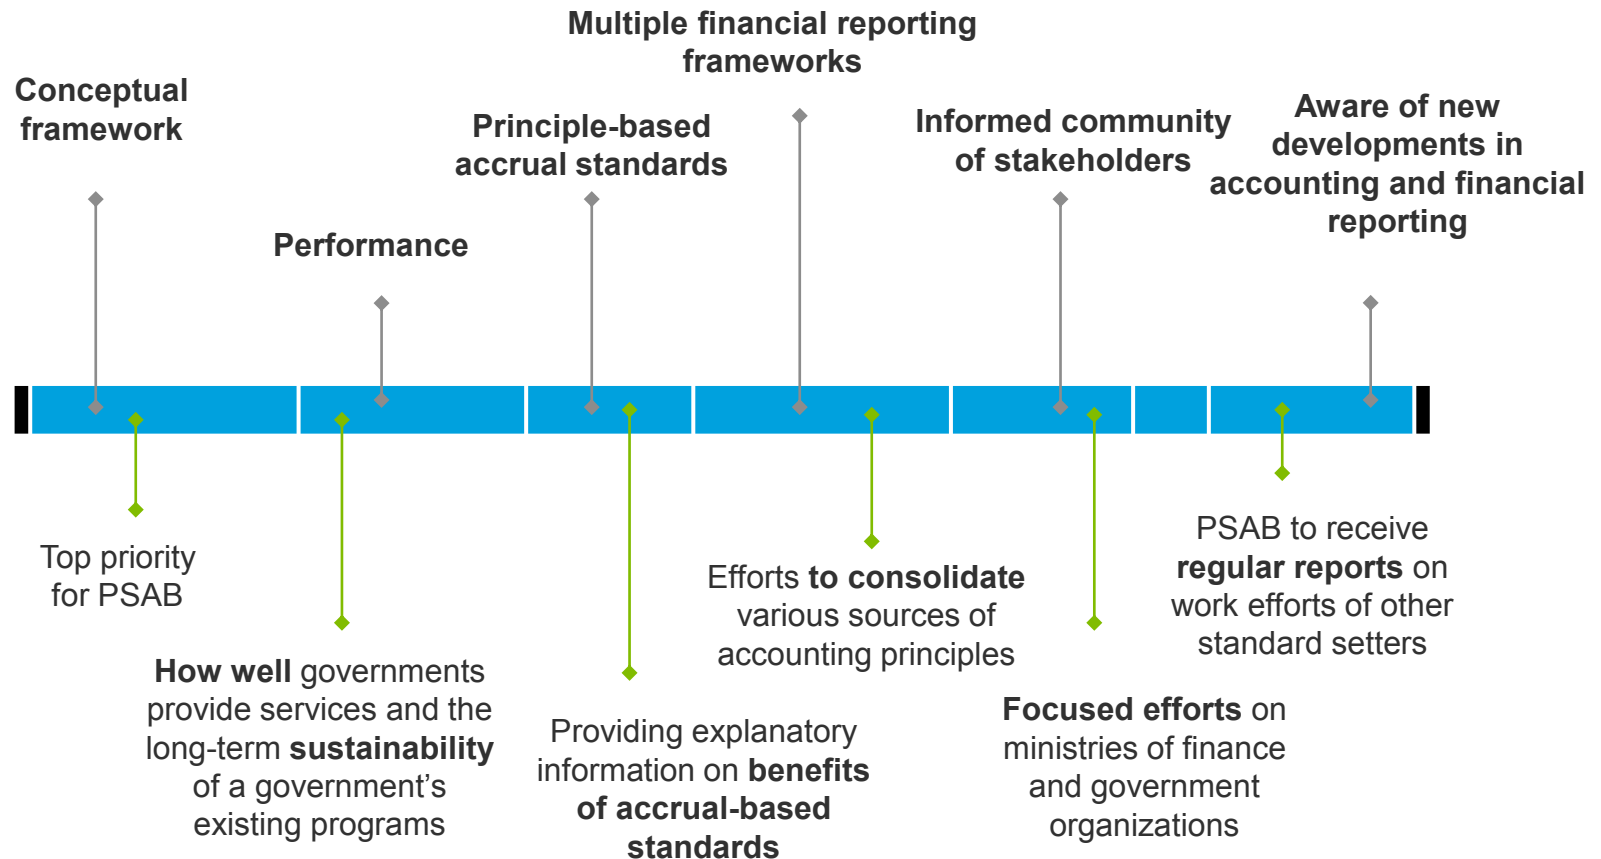 Multiple financial reporting
frameworks
Conceptual
framework
Principle-based
accrual standards
Informed community
of stakeholders
Aware of new
developments in
accounting and financial
reporting
Performance
Top priority
for PSAB
How well governments
provide services and the
long-term sustainability
of a government’s
existing programs
Providing explanatory
information on benefits
of accrual-based
standards
Efforts to consolidate
various sources of
accounting principles
Focused efforts on
ministries of finance
and government
organizations
PSAB to receive
regular reports on
work efforts of other
standard setters